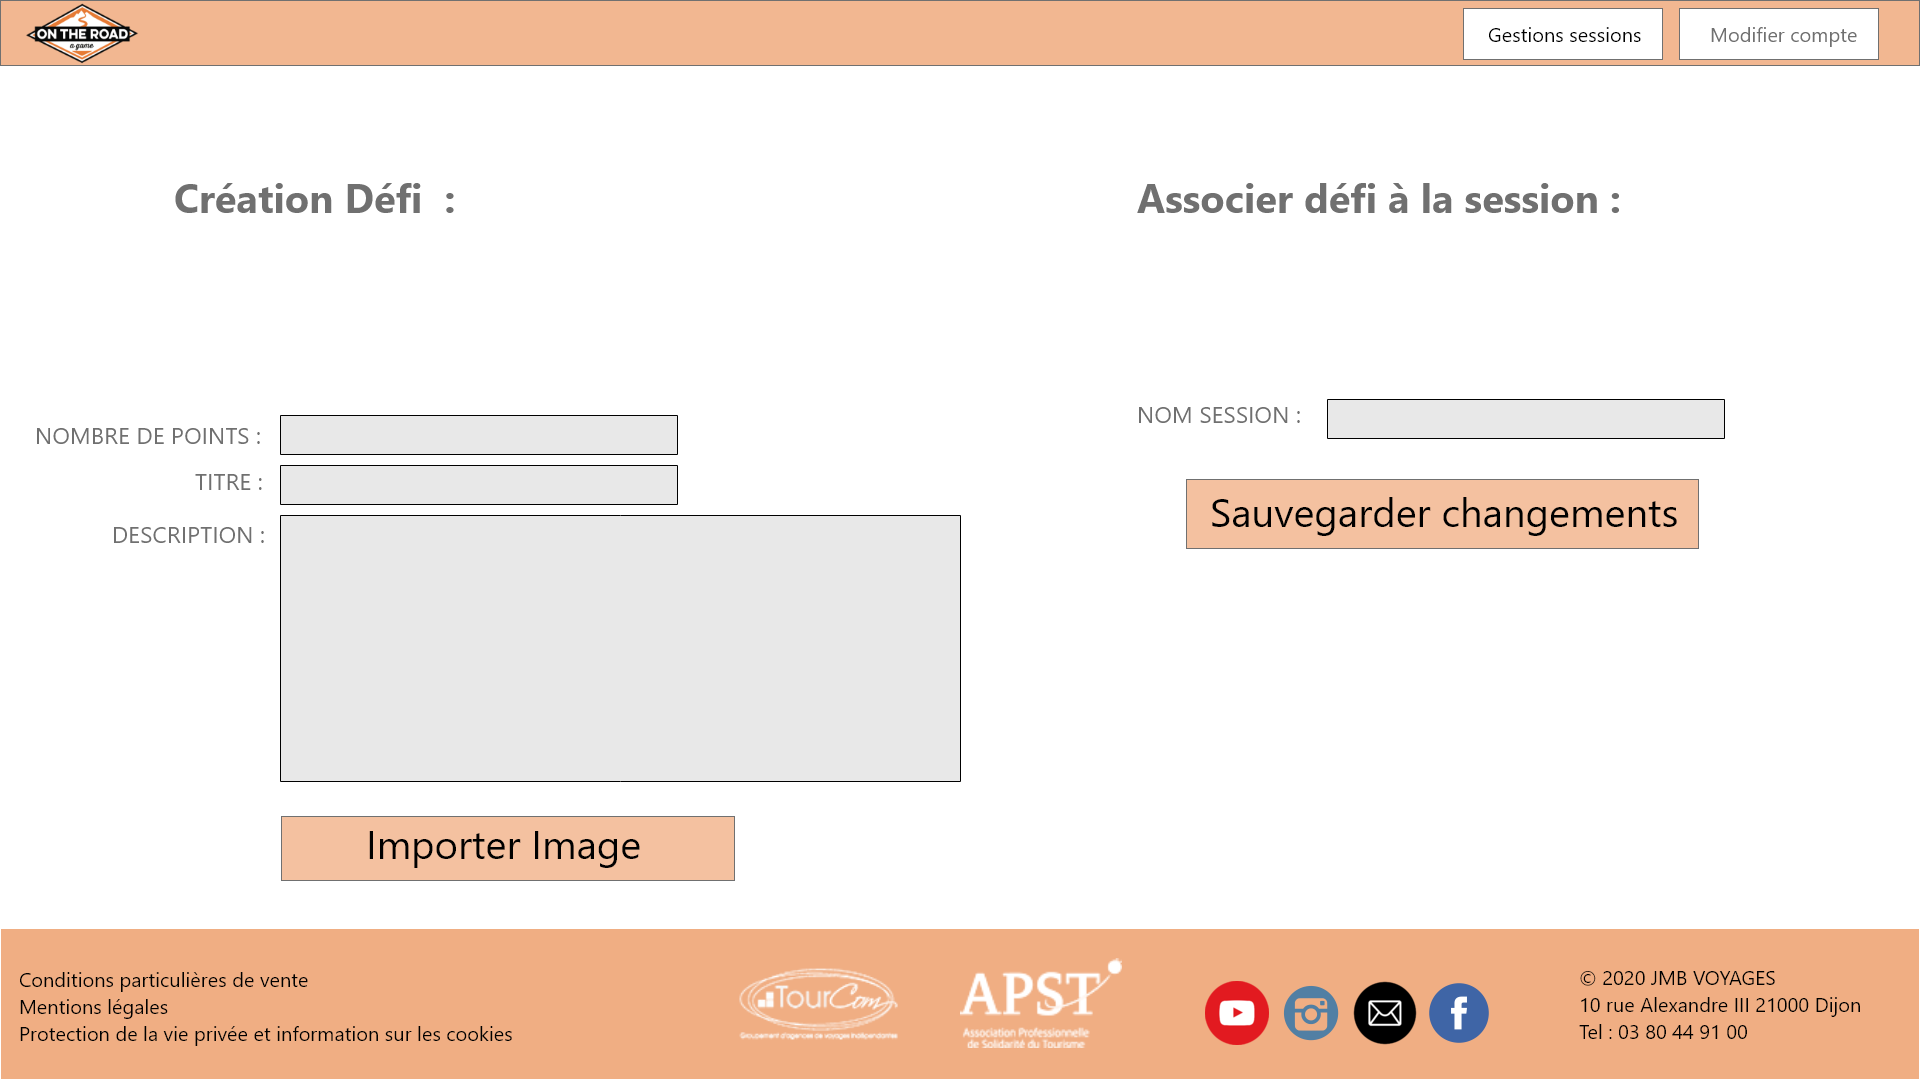 ON THE ROAD
a game
Gestions sessions
Modifier compte
Création Défi :
Associer défi à la session :
NOMBRE DE POINTS :
TITRE :
DESCRIPTION :
NOM SESSION :
Sauvegarder changements
Importer Image
Conditions particulières de vente
Mentions légales
Protection de la vie privée et information sur les cookies
TourCom
Groupement d'agences de voyages indépendantes
APST
Association Professionnelle
de Solidarité du Tourisme
© 2020 JMB VOYAGES
10 rue Alexandre III 21000 Dijon
Tel : 03 80 44 91 00